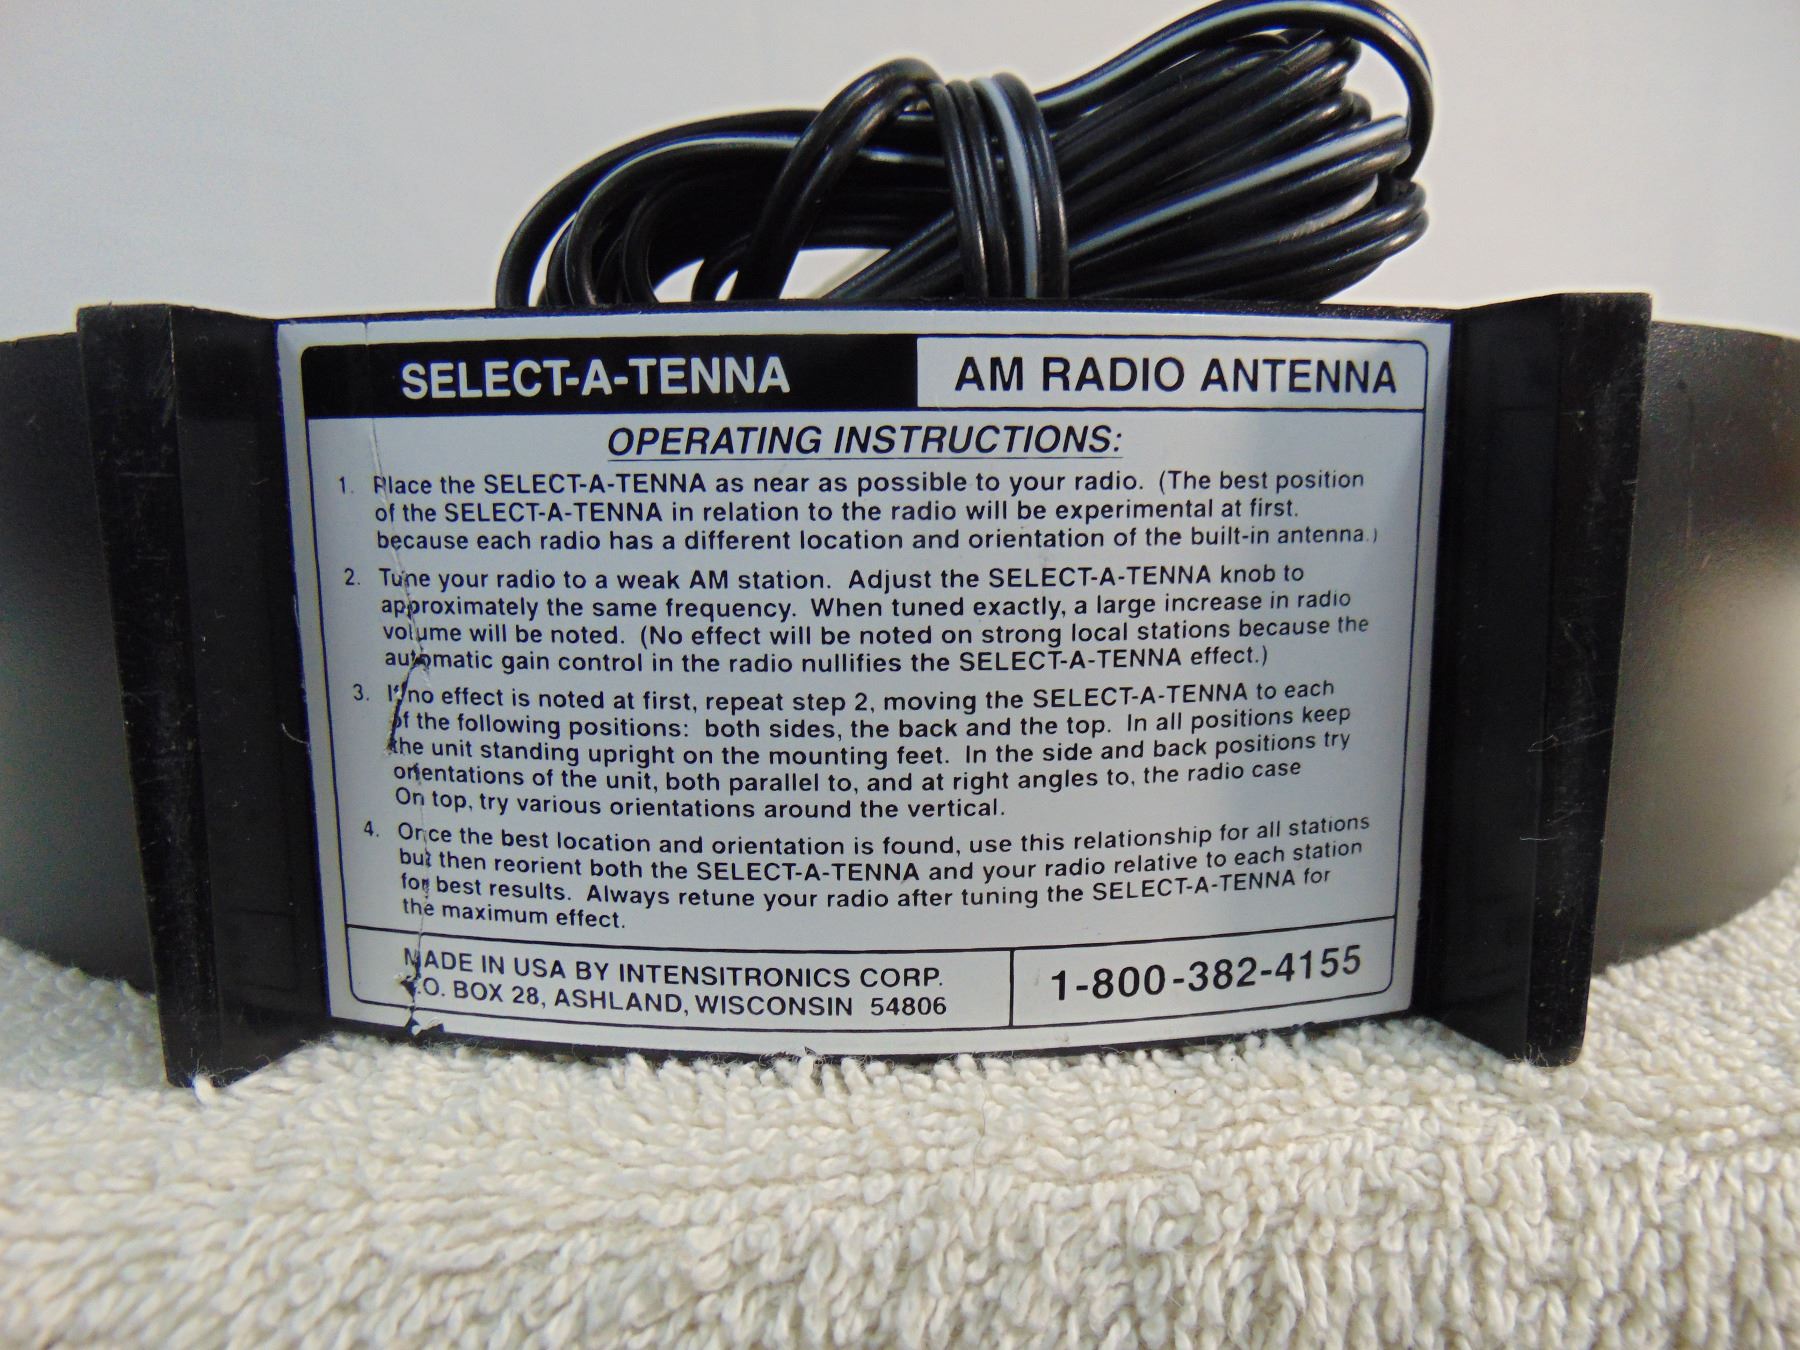 SELECT-A-TENNA AM RADIO ANTENNA
OPERATING INSTRUCTIONS:
1. Place the SELECT-A-TENNA as near as possible to your radio. (The best position
of the SELECT-A-TENNA in relation to the radio will be experimental at first.
because each radio has a different location and orientation of the built-in antenna.)
2. Tune your radio to a weak AM station. Adjust the SELECT-A-TENNA knob to
approximately the same frequency. When tuned exactly, a large increase in radio
volume will be noted. (No effect will be noted on strong local stations because the
automatic gain control in the radio nullifies the SELECT-A-TENNA effect.)
3. If no effect is noted at first, repeat step 2, moving the SELECT-A-TENNA to each
of the following positions: both sides, the back and the top. In all positions keep
the unit standing upright on the mounting feet. In the side and back positions try
orientations of the unit, both parallel to, and at right angles to, the radio case
On top, try various orientations around the vertical.
4. Once the best location and orientation is found, use this relationship for all stations
but then reorient both the SELECT-A-TENNA and your radio relative to each station
for best results. Always retune your radio after tuning the SELECT-A-TENNA for
the maximum effect.
MADE IN USA BY INTENSITRONICS CORP.
P.O. BOX 28, ASHLAND, WISCONSIN 54806
1-800-382-4155